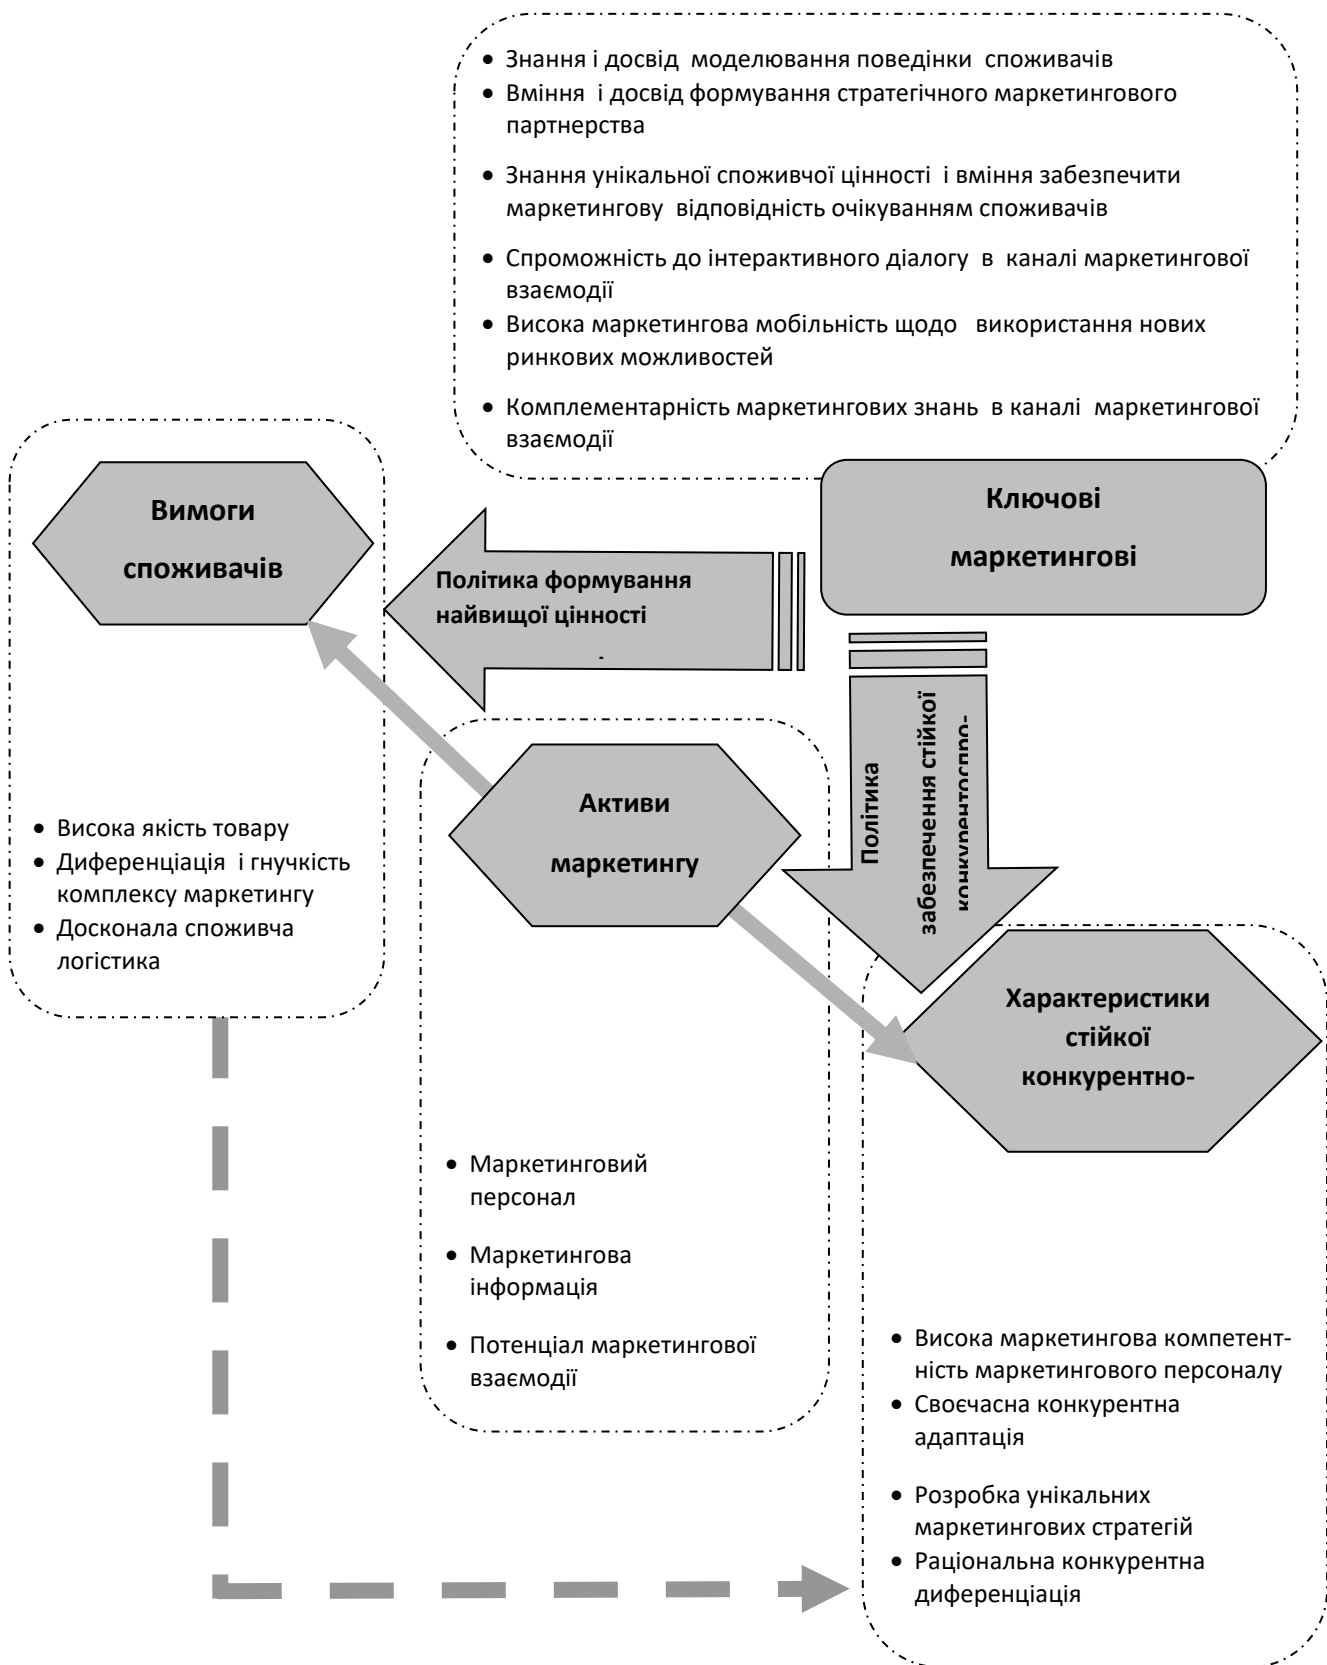 • Знання і досвід моделювання поведінки споживачів
• Вміння і досвід формування стратегічного маркетингового
партнерства
• Знання унікальної споживчої цінності і вміння забезпечити
маркетингову відповідність очікуванням споживачів
• Спроможність до інтерактивного діалогу в каналі маркетингової
взаємодії
• Висока маркетингова мобільність щодо використання нових
ринкових можливостей
• Комплементарність маркетингових знань в каналі маркетингової
взаємодії
Ключові
маркетингові
Вимоги
споживачів
Політика формування
найвищої цінності
• Висока якість товару
• Диференціація і гнучкість
комплексу маркетингу
• Досконала споживча
логістика
Активи
маркетингу
• Маркетинговий
персонал
• Маркетингова
інформація
• Потенціал маркетингової
взаємодії
Політика
забезпечення стійкої
конкурентоспро-
Характеристики
стійкої
конкурентно-
• Висока маркетингова компетент-
ність маркетингового персоналу
• Своєчасна конкурентна
адаптація
• Розробка унікальних
маркетингових стратегій
• Раціональна конкурентна
диференціація